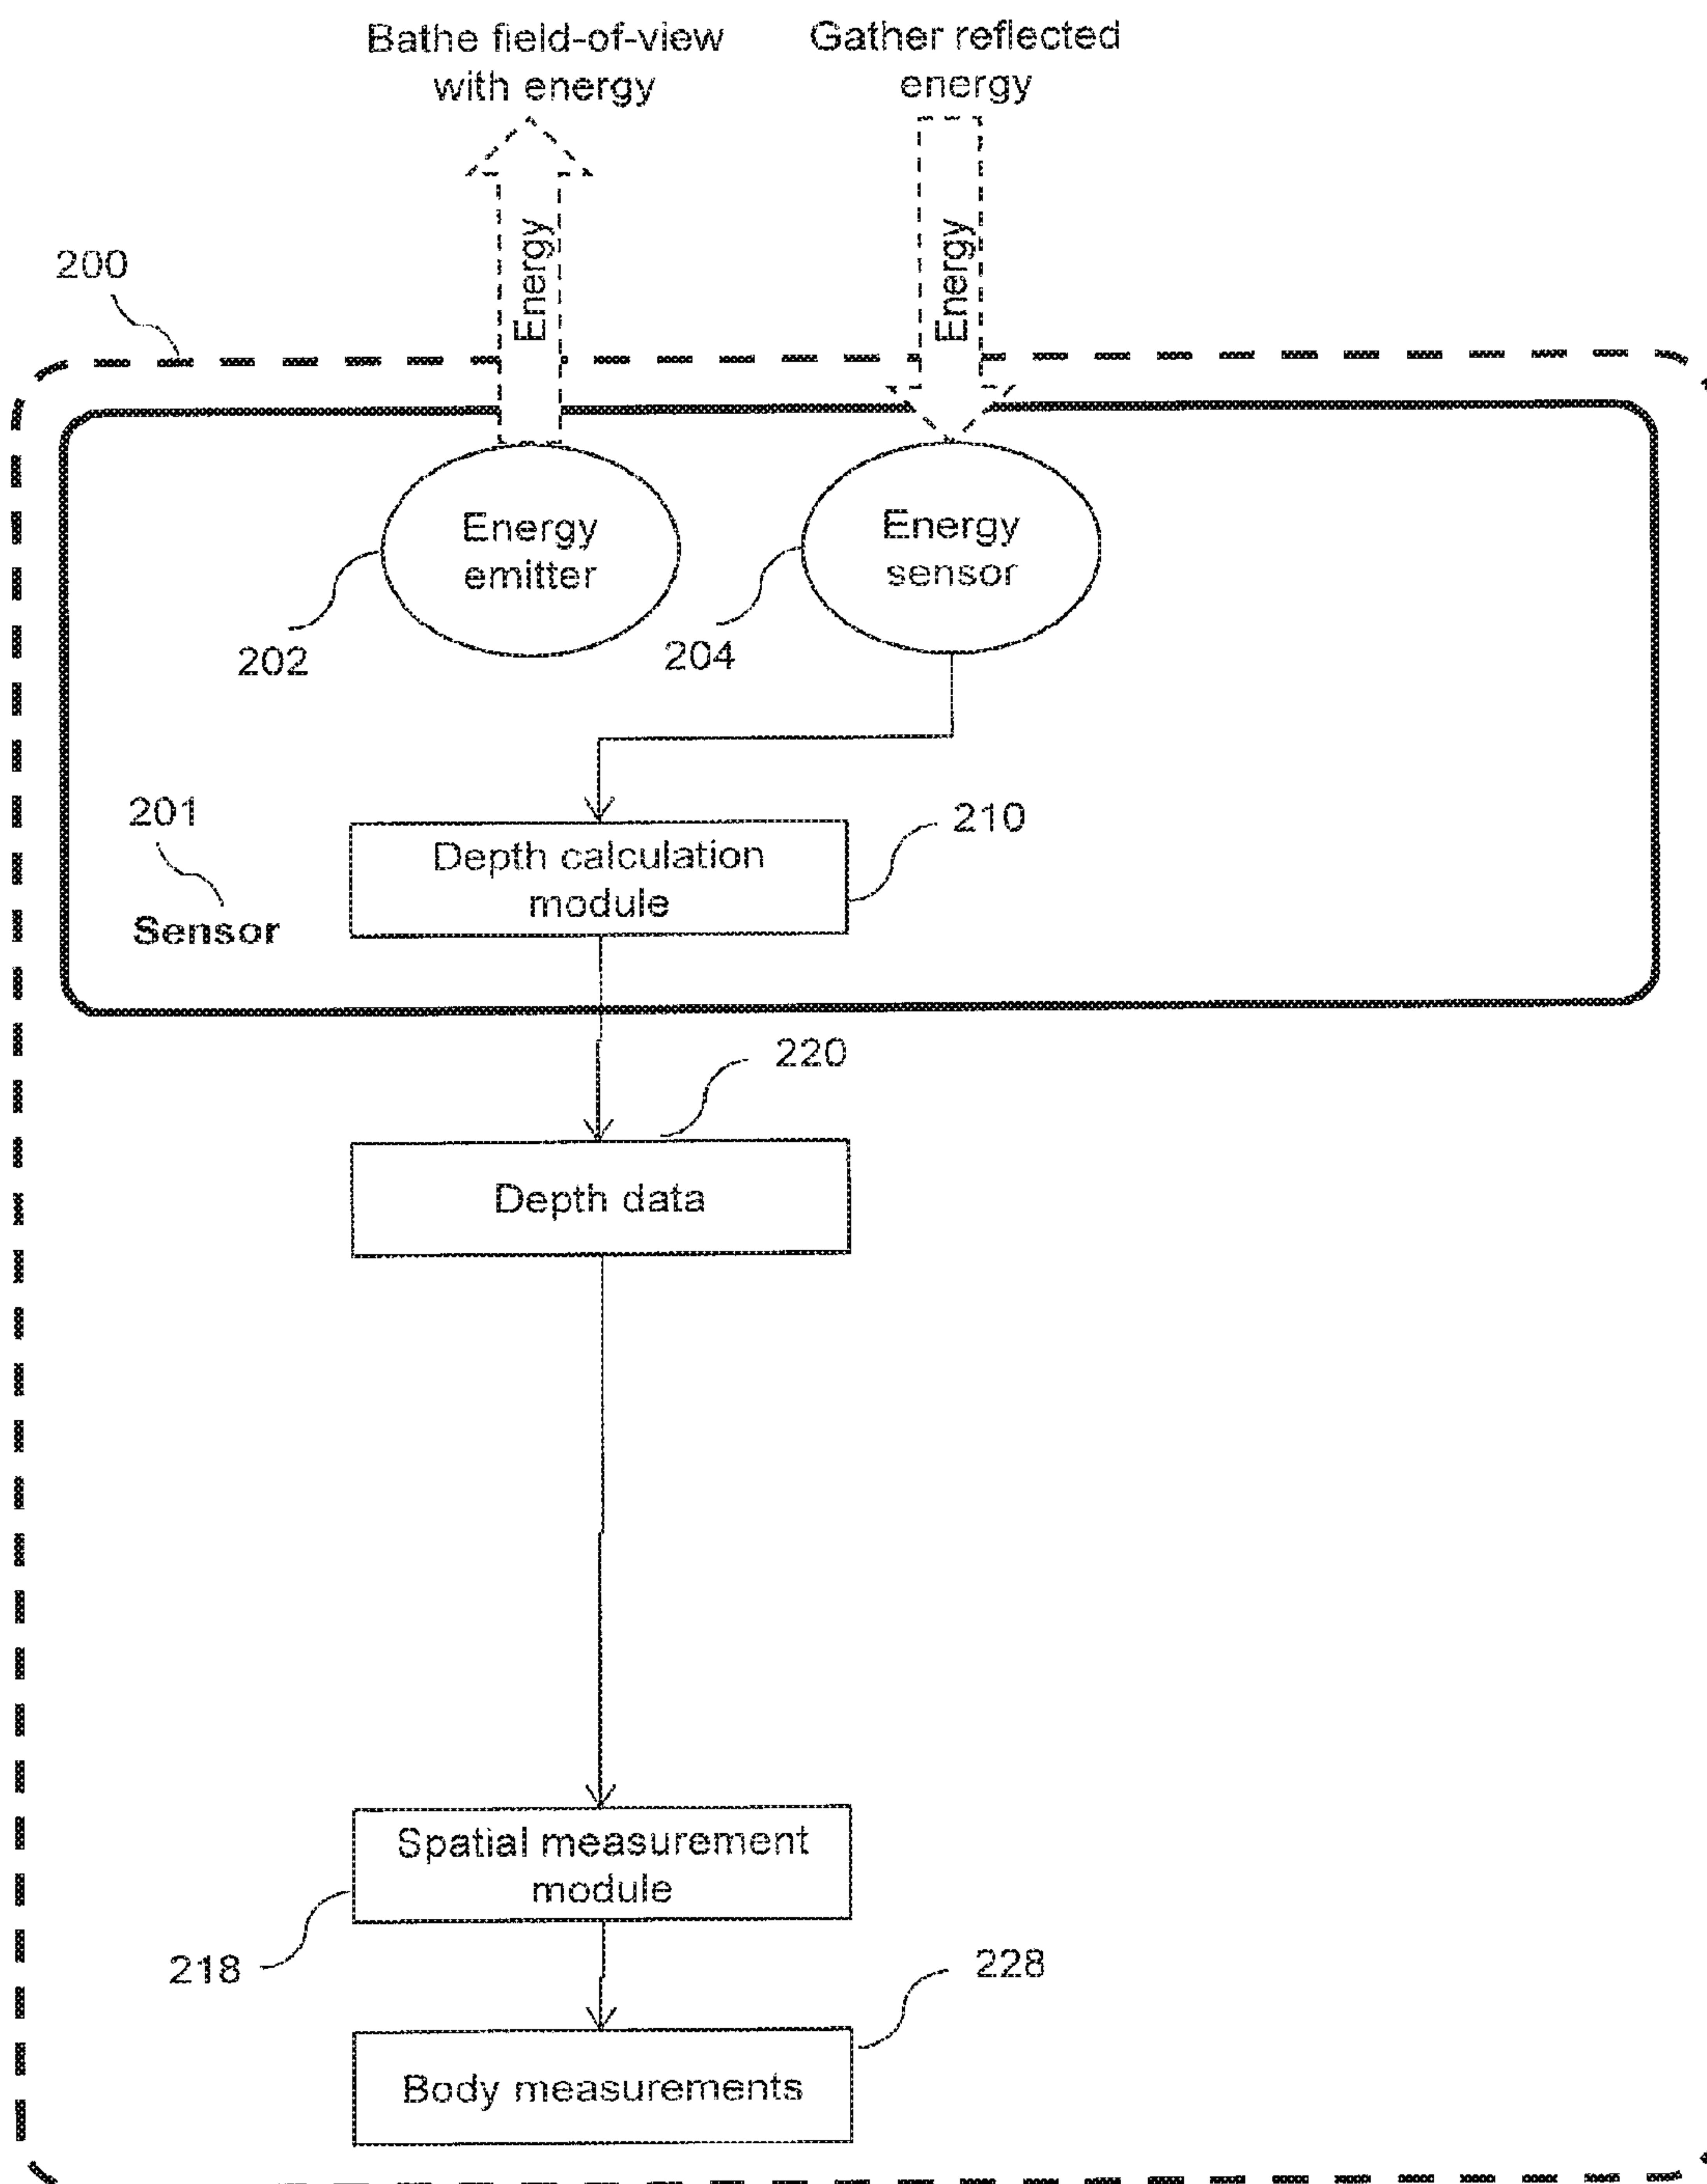 Bathe field-of-view
with energy
Gather reflected
energy
Energy
Energy
200
Energy
emitter
Energy
sensor
202
204
201
Sensor
Depth calculation
module
210
220
Depth data
Spatial measurement
module
218
228
Body measurements